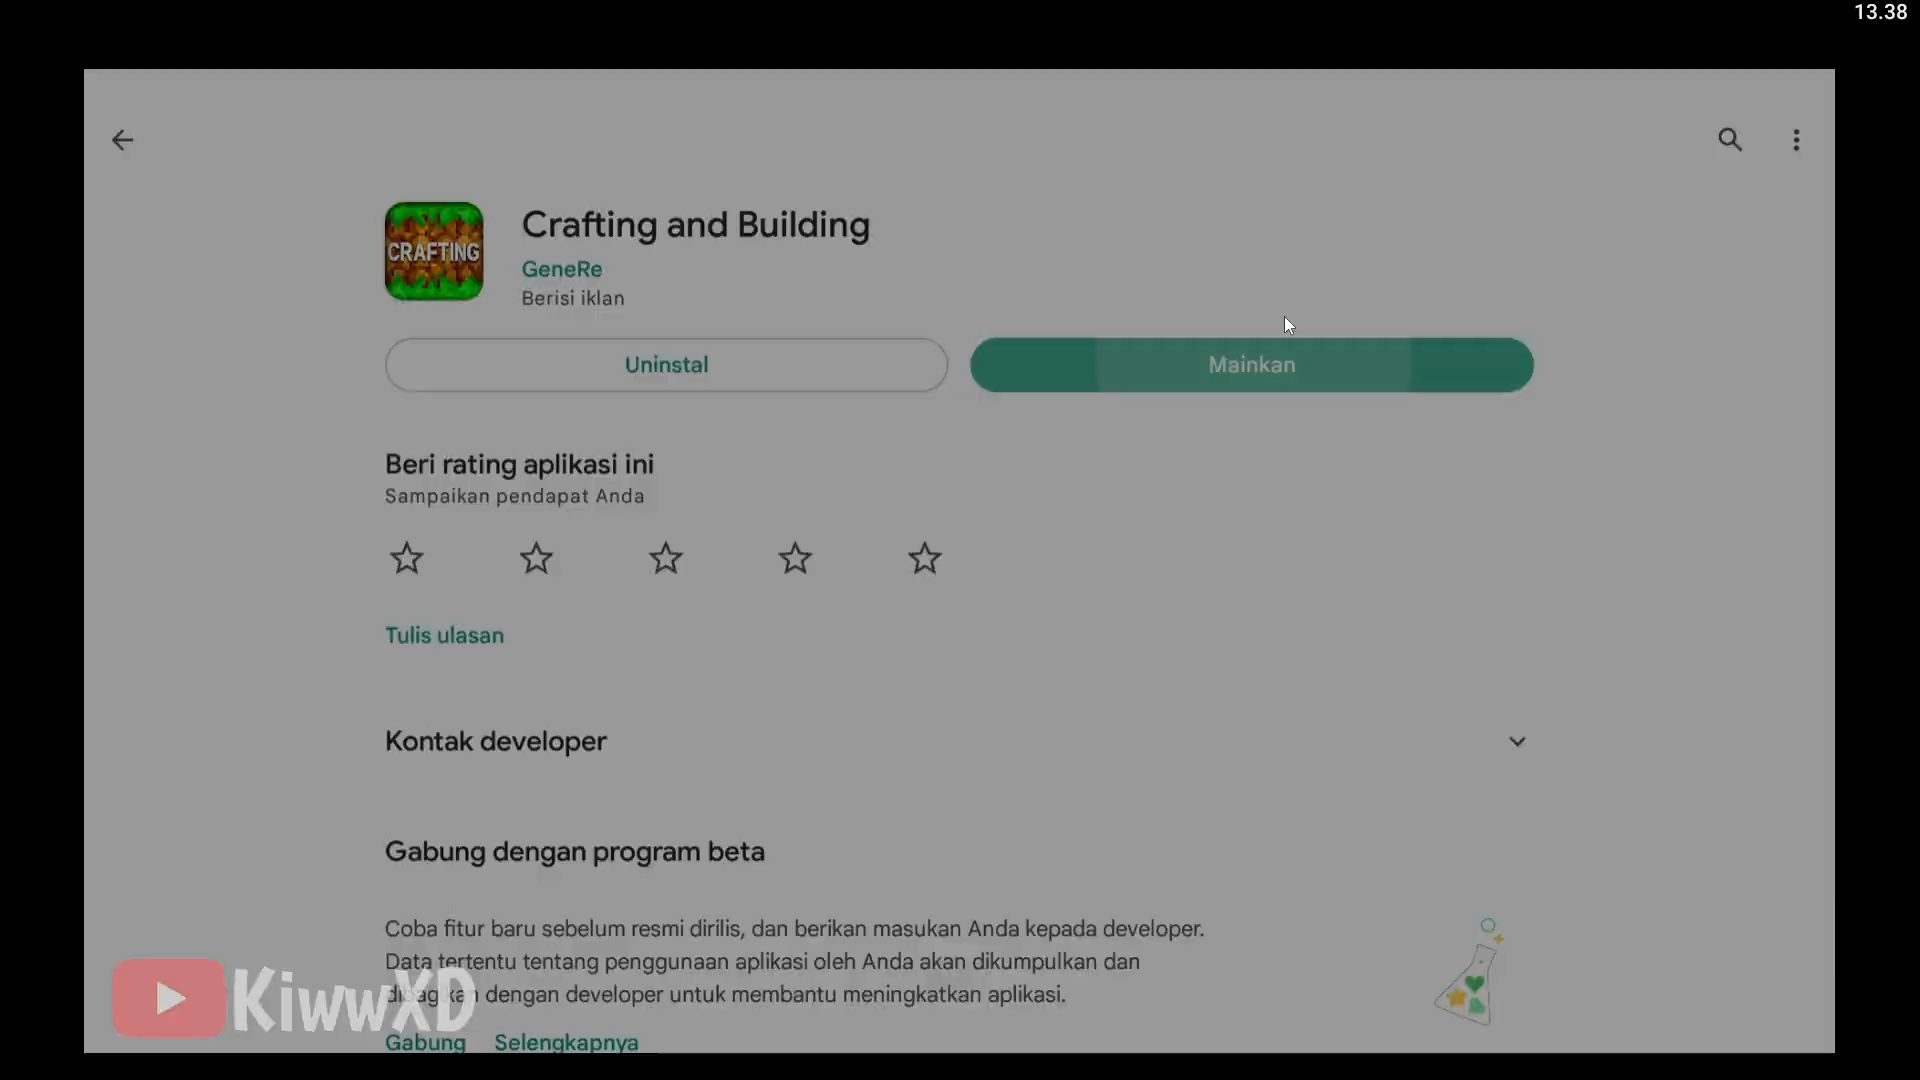 13.38
CRAFTING
Crafting and Building
GeneRe
Berisi iklan
Uninstal
Mainkan
Beri rating aplikasi ini
Sampaikan pendapat Anda
Tulis ulasan
Kontak developer
Gabung dengan program beta
Coba fitur baru sebelum resmi dirilis, dan berikan masukan Anda kepada developer.
Data tertentu tentang penggunaan aplikasi oleh Anda akan dikumpulkan dan
dibagikan dengan developer untuk membantu meningkatkan aplikasi.
KiwwXD
Gabung Selengkapnya